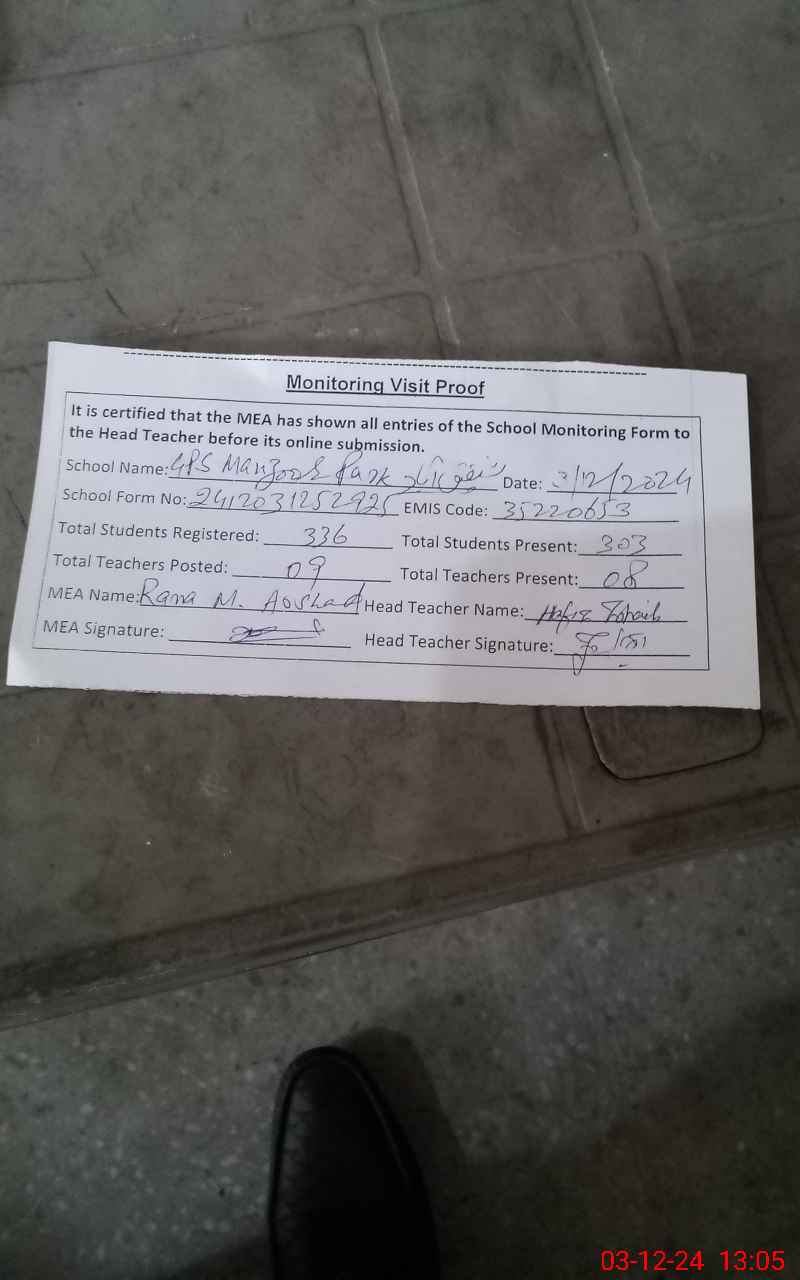 Monitoring Visit Proof
It is certified that the MEA has shown all entries of the School Monitoring Form to
the Head Teacher before its online submission.
School Name: GPS Manzoor Park Date: 3/12/2024
School Form No: 2412031252925 EMIS Code: 35220653
Total Students Registered: 336 Total Students Present: 303
Total Teachers Posted: 09 Total Teachers Present: 08
MEA Name: Rana M. Arshad Head Teacher Name: Hafiz Zohaib
MEA Signature: Head Teacher Signature:
03-12-24 13:05